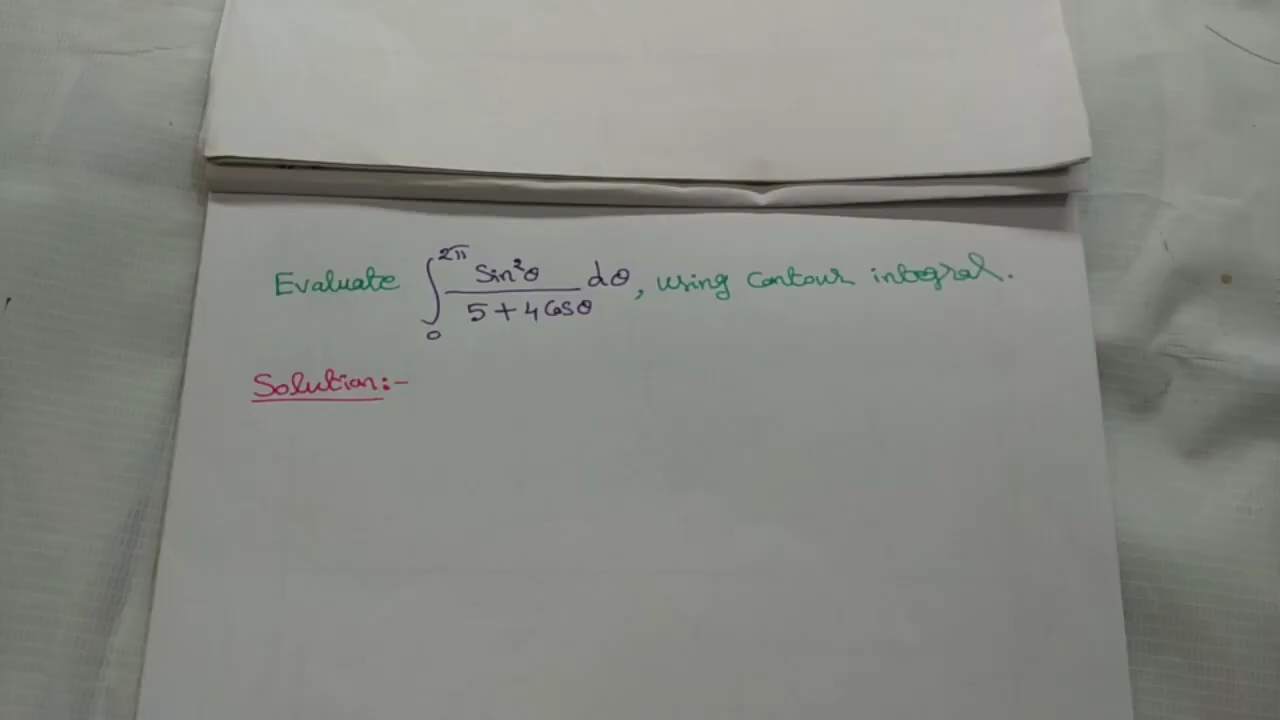 Evaluate ∫₀^{2π} Sin²θ / (5+4Cosθ) dθ, using Contour integral.
Solution:-